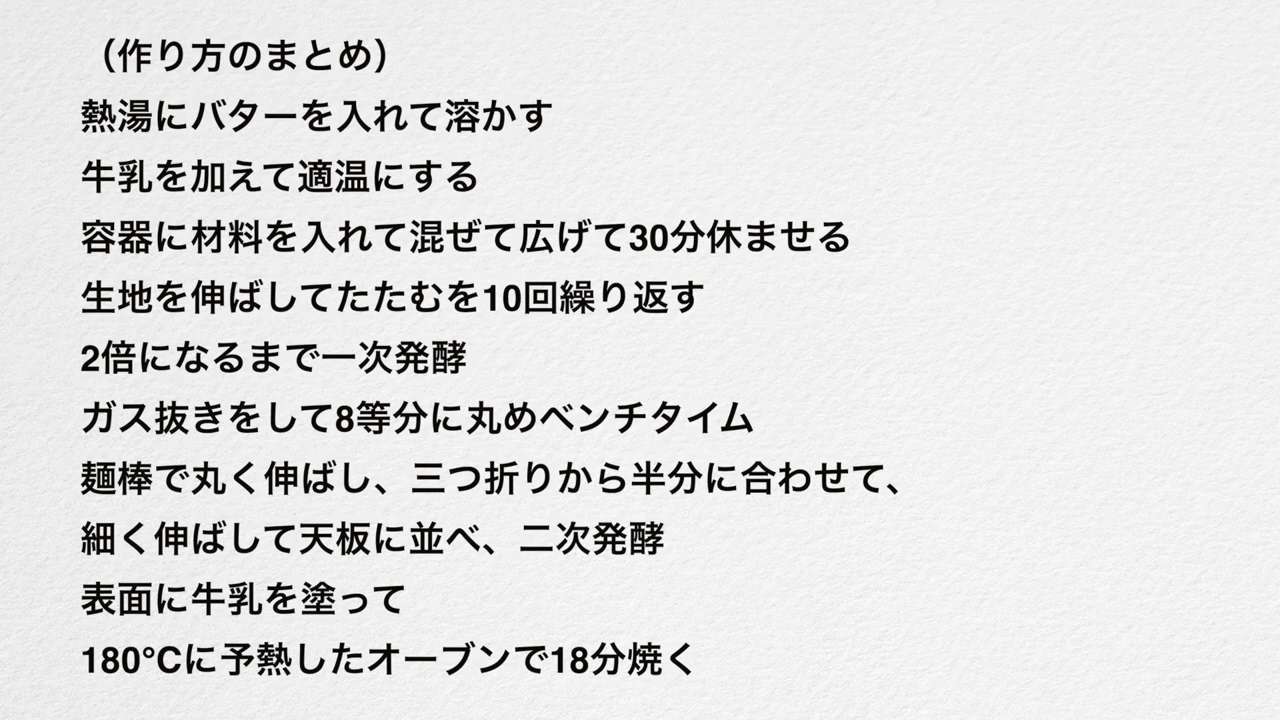 （作り方のまとめ）
熱湯にバターを入れて溶かす
牛乳を加えて適温にする
容器に材料を入れて混ぜて広げて30分休ませる
生地を伸ばしてたたむを10回繰り返す
2倍になるまで一次発酵
ガス抜きをして8等分に丸めベンチタイム
麺棒で丸く伸ばし、三つ折りから半分に合わせて、
細く伸ばして天板に並べ、二次発酵
表面に牛乳を塗って
180°Cに予熱したオーブンで18分焼く